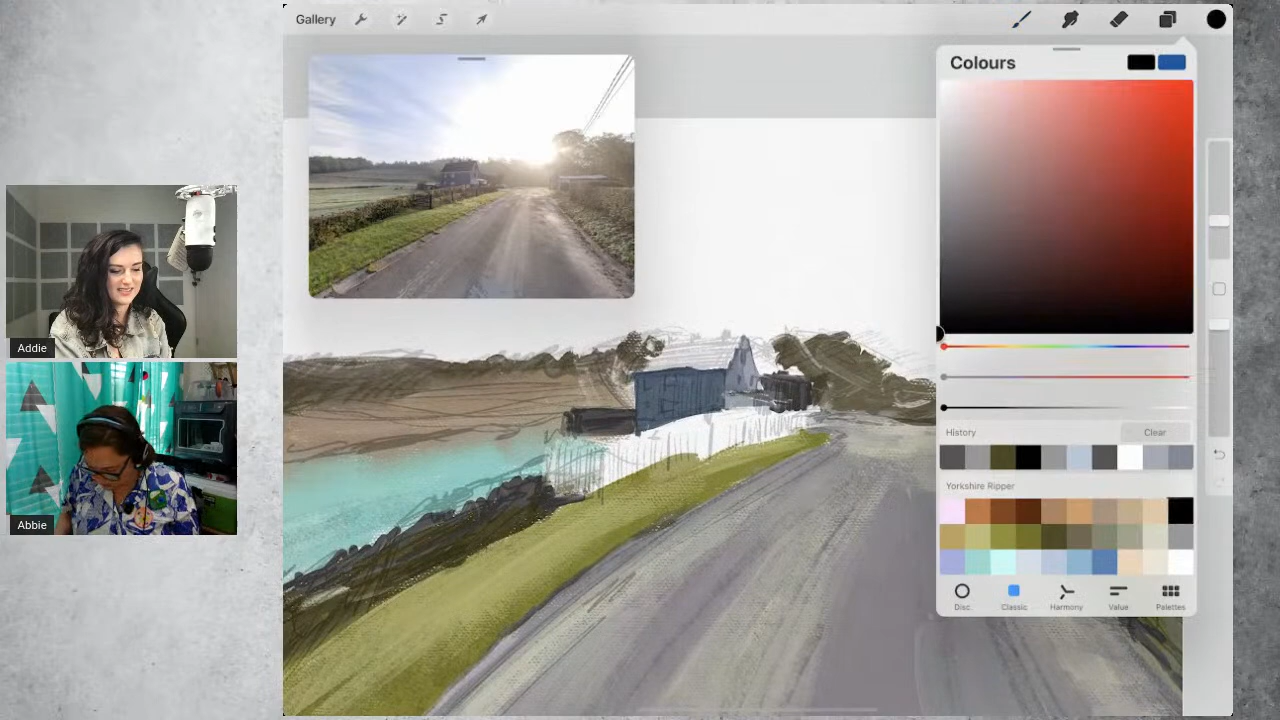 Gallery
Colours
History
Clear
Yorkshire Ripper
Disc
Classic
Harmony
Value
Palettes
Addie
Abbie